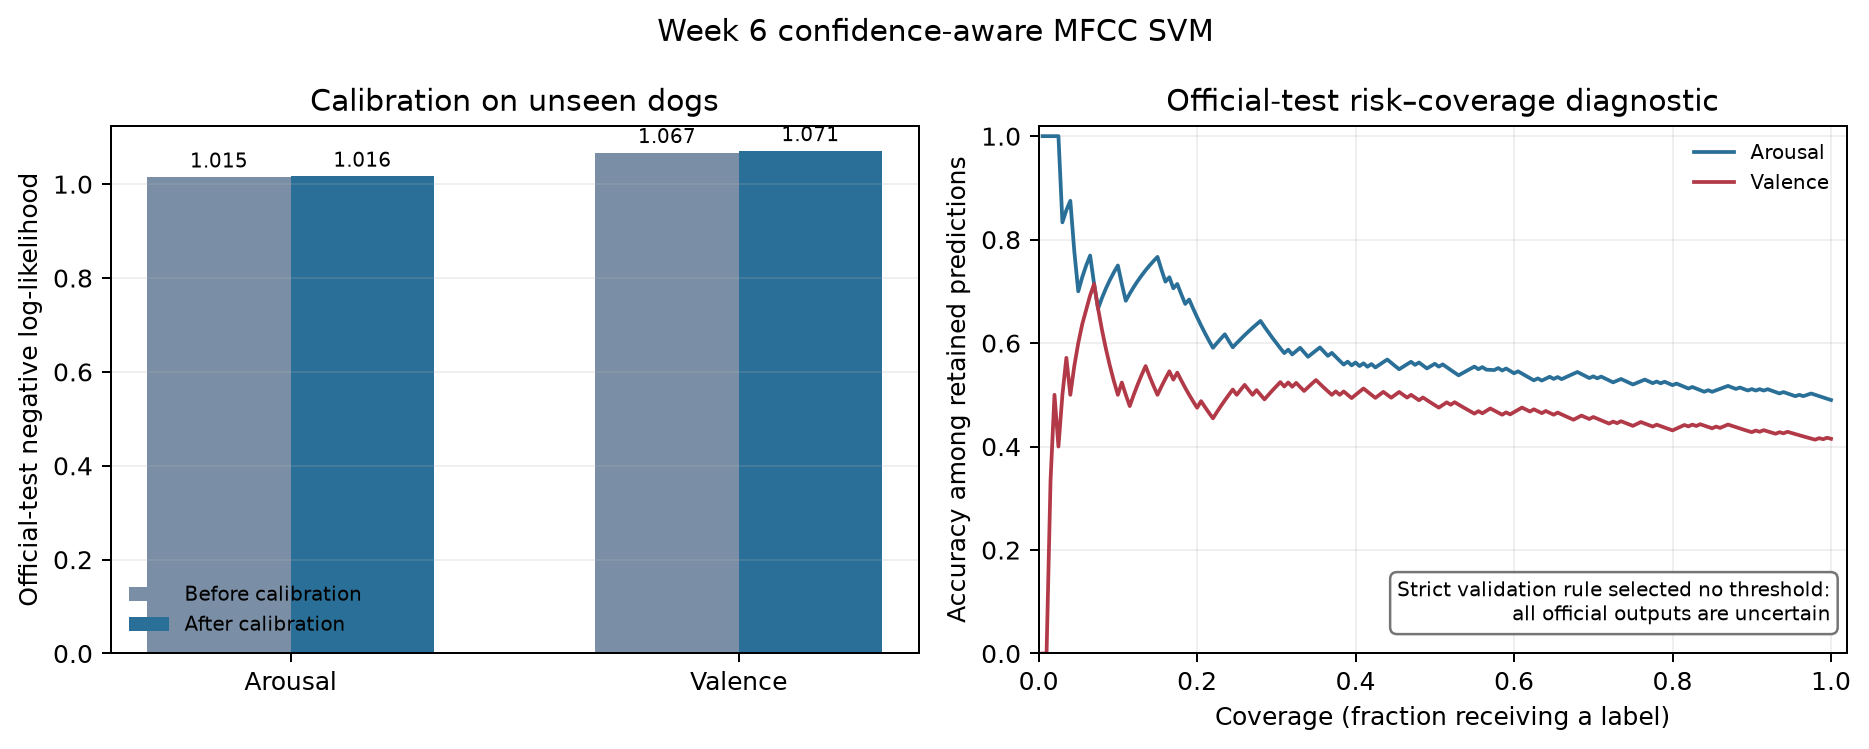 Week 6 confidence-aware MFCC SVM
Calibration on unseen dogs
Official-test negative log-likelihood
1.0
0.8
0.6
0.4
0.2
0.0
1.015
1.016
1.067
1.071
Before calibration
After calibration
Arousal
Valence
Official-test risk–coverage diagnostic
Accuracy among retained predictions
1.0
0.8
0.6
0.4
0.2
0.0
Arousal
Valence
Strict validation rule selected no threshold:
all official outputs are uncertain
0.0
0.2
0.4
0.6
0.8
1.0
Coverage (fraction receiving a label)